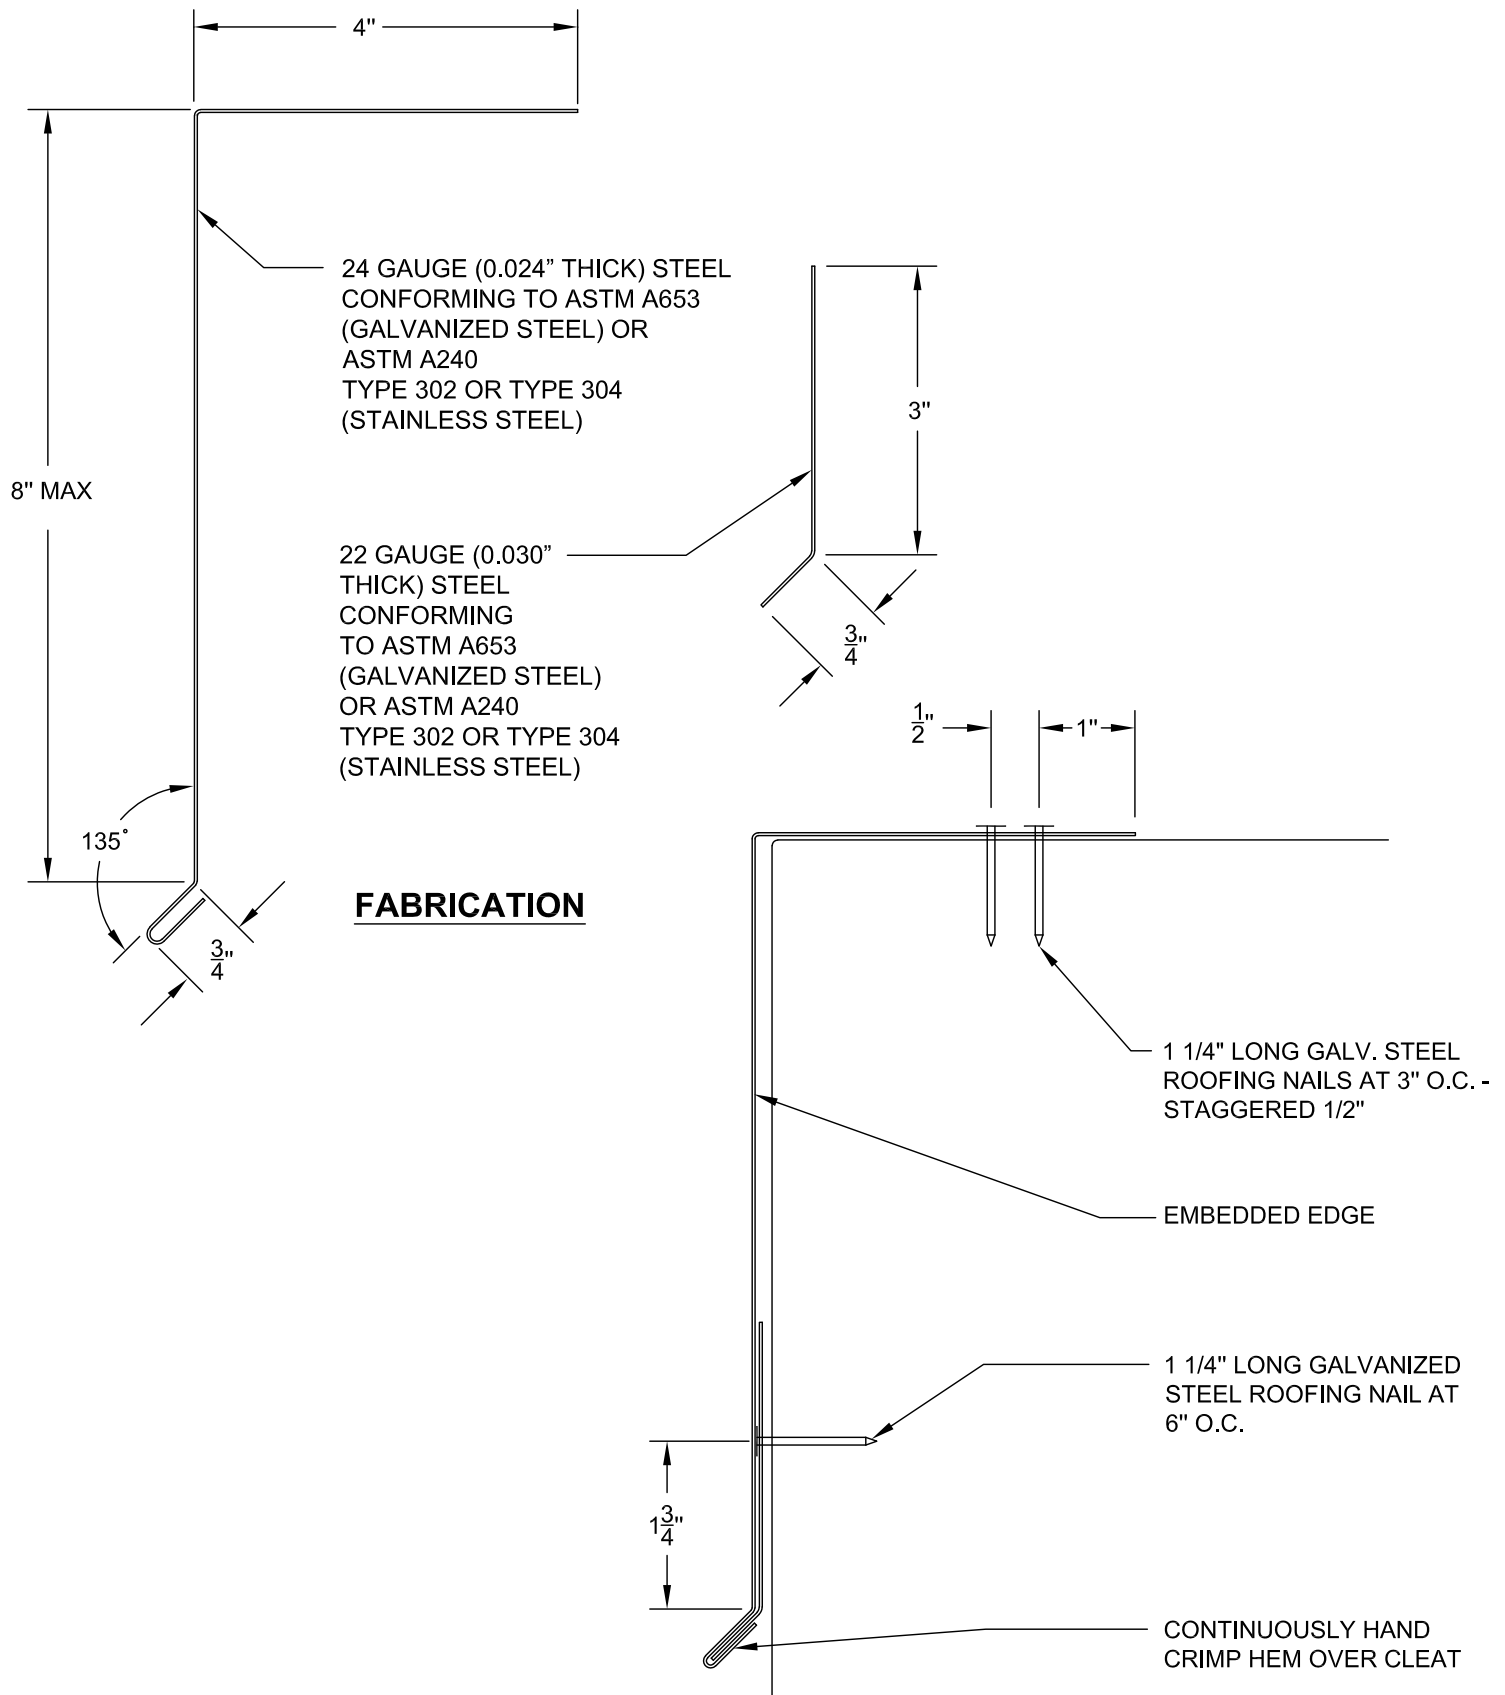 4"
24 GAUGE (0.024” THICK) STEEL
CONFORMING TO ASTM A653
(GALVANIZED STEEL) OR
ASTM A240
TYPE 302 OR TYPE 304
(STAINLESS STEEL)
3"
8" MAX
22 GAUGE (0.030”
THICK) STEEL
CONFORMING
TO ASTM A653
(GALVANIZED STEEL)
OR ASTM A240
TYPE 302 OR TYPE 304
(STAINLESS STEEL)
3/4"
1/2"
1"
135°
FABRICATION
3/4"
1 1/4" LONG GALV. STEEL
ROOFING NAILS AT 3" O.C. -
STAGGERED 1/2"
EMBEDDED EDGE
1 1/4" LONG GALVANIZED
STEEL ROOFING NAIL AT
6" O.C.
1 3/4"
CONTINUOUSLY HAND
CRIMP HEM OVER CLEAT